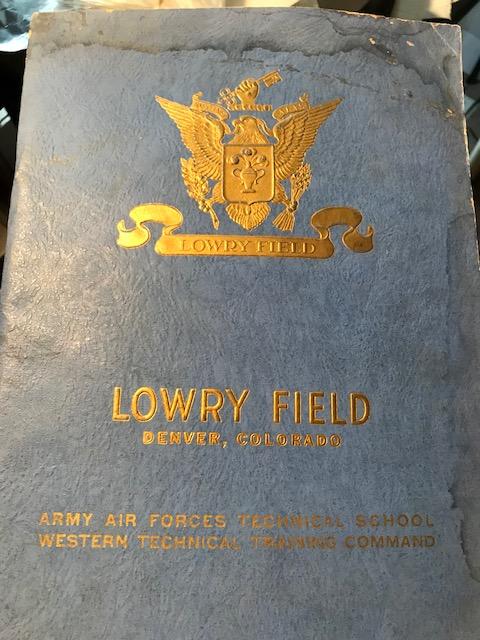 LOWRY FIELD
LOWRY FIELD
DENVER, COLORADO
ARMY AIR FORCES TECHNICAL SCHOOL
WESTERN TECHNICAL TRAINING COMMAND